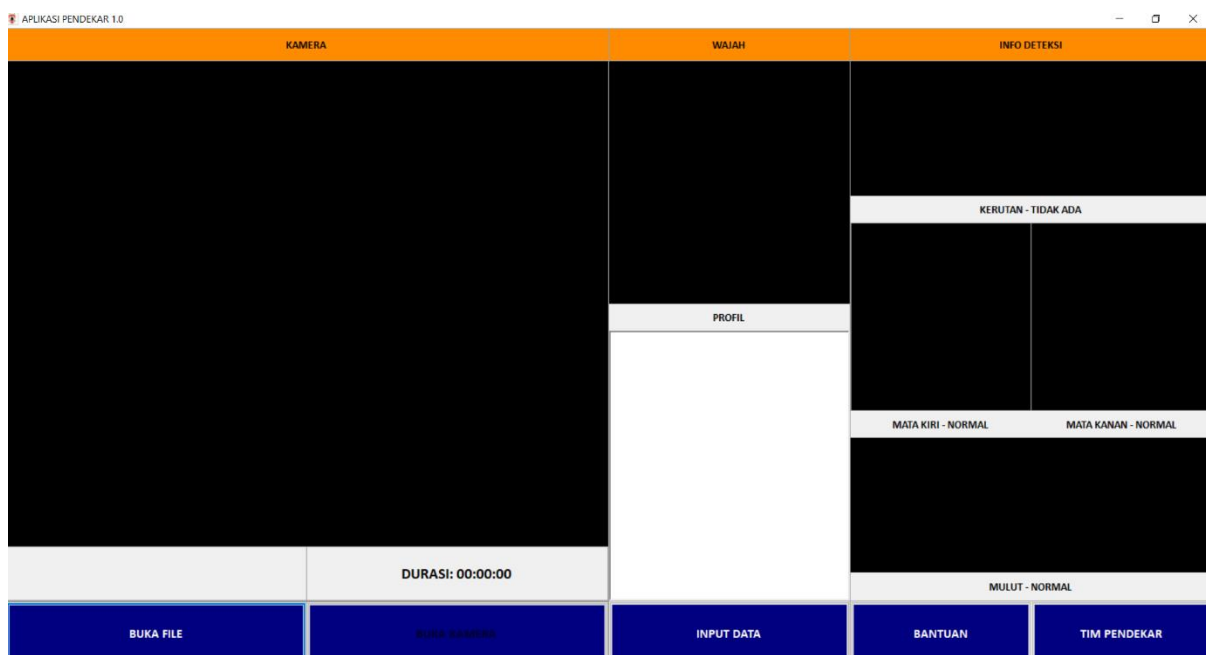 APLIKASI PENDEKAR 1.0
KAMERA
WAJAH
INFO DETEKSI
KERUTAN - TIDAK ADA
PROFIL
MATA KIRI - NORMAL
MATA KANAN - NORMAL
DURASI: 00:00:00
MULUT - NORMAL
BUKA FILE
INPUT DATA
BANTUAN
TIM PENDEKAR